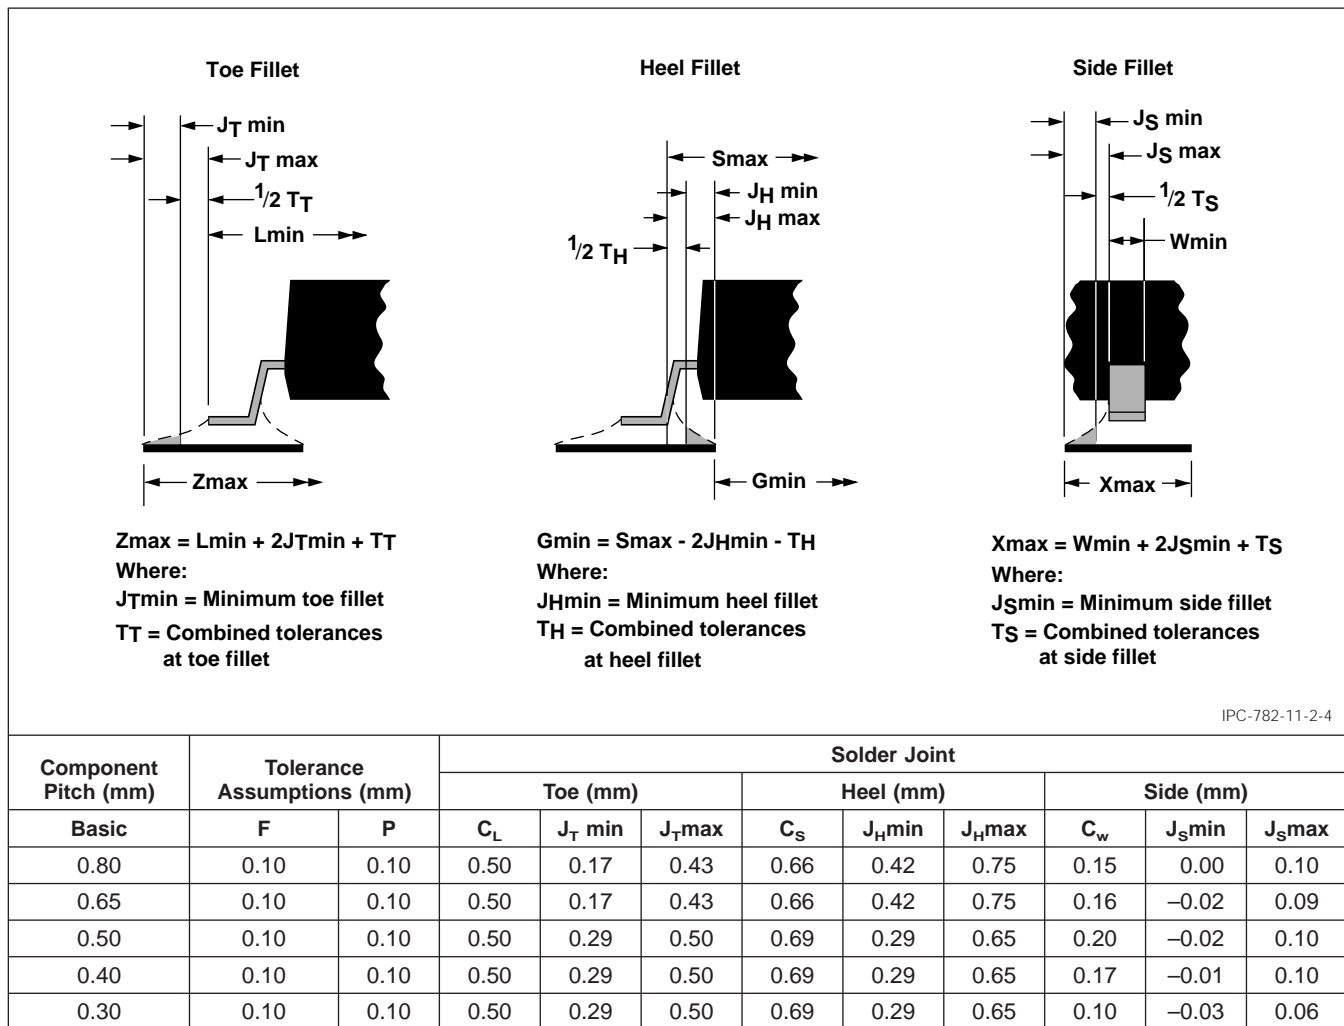 Toe Fillet
Heel Fillet
Side Fillet
JT min
JT max
1/2 TT
Lmin
Zmax
Smax
JH min
JH max
1/2 TH
Gmin
JS min
JS max
1/2 TS
Wmin
Xmax
Zmax = Lmin + 2JTmin + TT
Where:
JTmin = Minimum toe fillet
TT = Combined tolerances
at toe fillet
Gmin = Smax - 2JHmin - TH
Where:
JHmin = Minimum heel fillet
TH = Combined tolerances
at heel fillet
Xmax = Wmin + 2JSmin + TS
Where:
JSmin = Minimum side fillet
TS = Combined tolerances
at side fillet
IPC-782-11-2-4
Component Pitch (mm) Tolerance Assumptions (mm) Solder Joint
Toe (mm) Heel (mm) Side (mm)
Basic F P CL JT min JTmax CS JHmin JHmax Cw JSmin JSmax
0.80 0.10 0.10 0.50 0.17 0.43 0.66 0.42 0.75 0.15 0.00 0.10
0.65 0.10 0.10 0.50 0.17 0.43 0.66 0.42 0.75 0.16 –0.02 0.09
0.50 0.10 0.10 0.50 0.29 0.50 0.69 0.29 0.65 0.20 –0.02 0.10
0.40 0.10 0.10 0.50 0.29 0.50 0.69 0.29 0.65 0.17 –0.01 0.10
0.30 0.10 0.10 0.50 0.29 0.50 0.69 0.29 0.65 0.10 –0.03 0.06